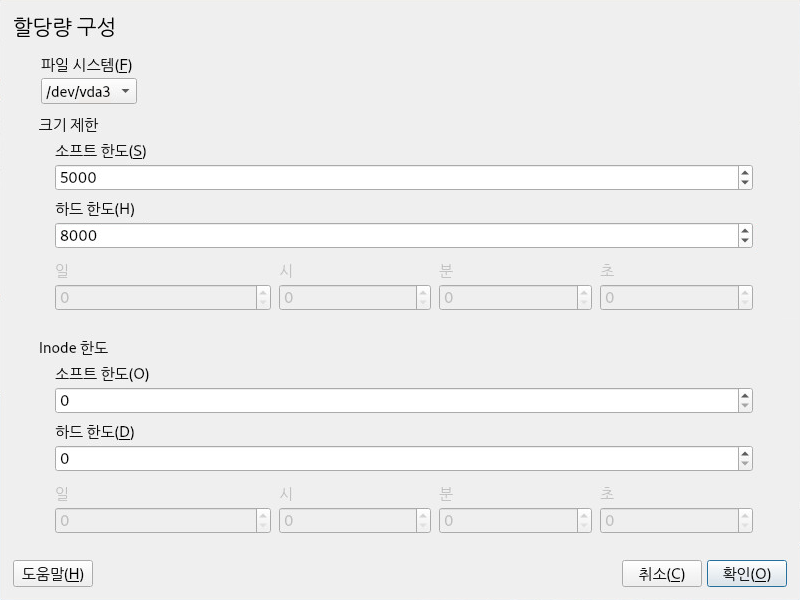 할당량 구성
파일 시스템(F)
/dev/vda3
크기 제한
소프트 한도(S)
5000
하드 한도(H)
8000
일 시 분 초
0 0 0 0
Inode 한도
소프트 한도(O)
0
하드 한도(D)
0
일 시 분 초
0 0 0 0
도움말(H) 취소(C) 확인(O)